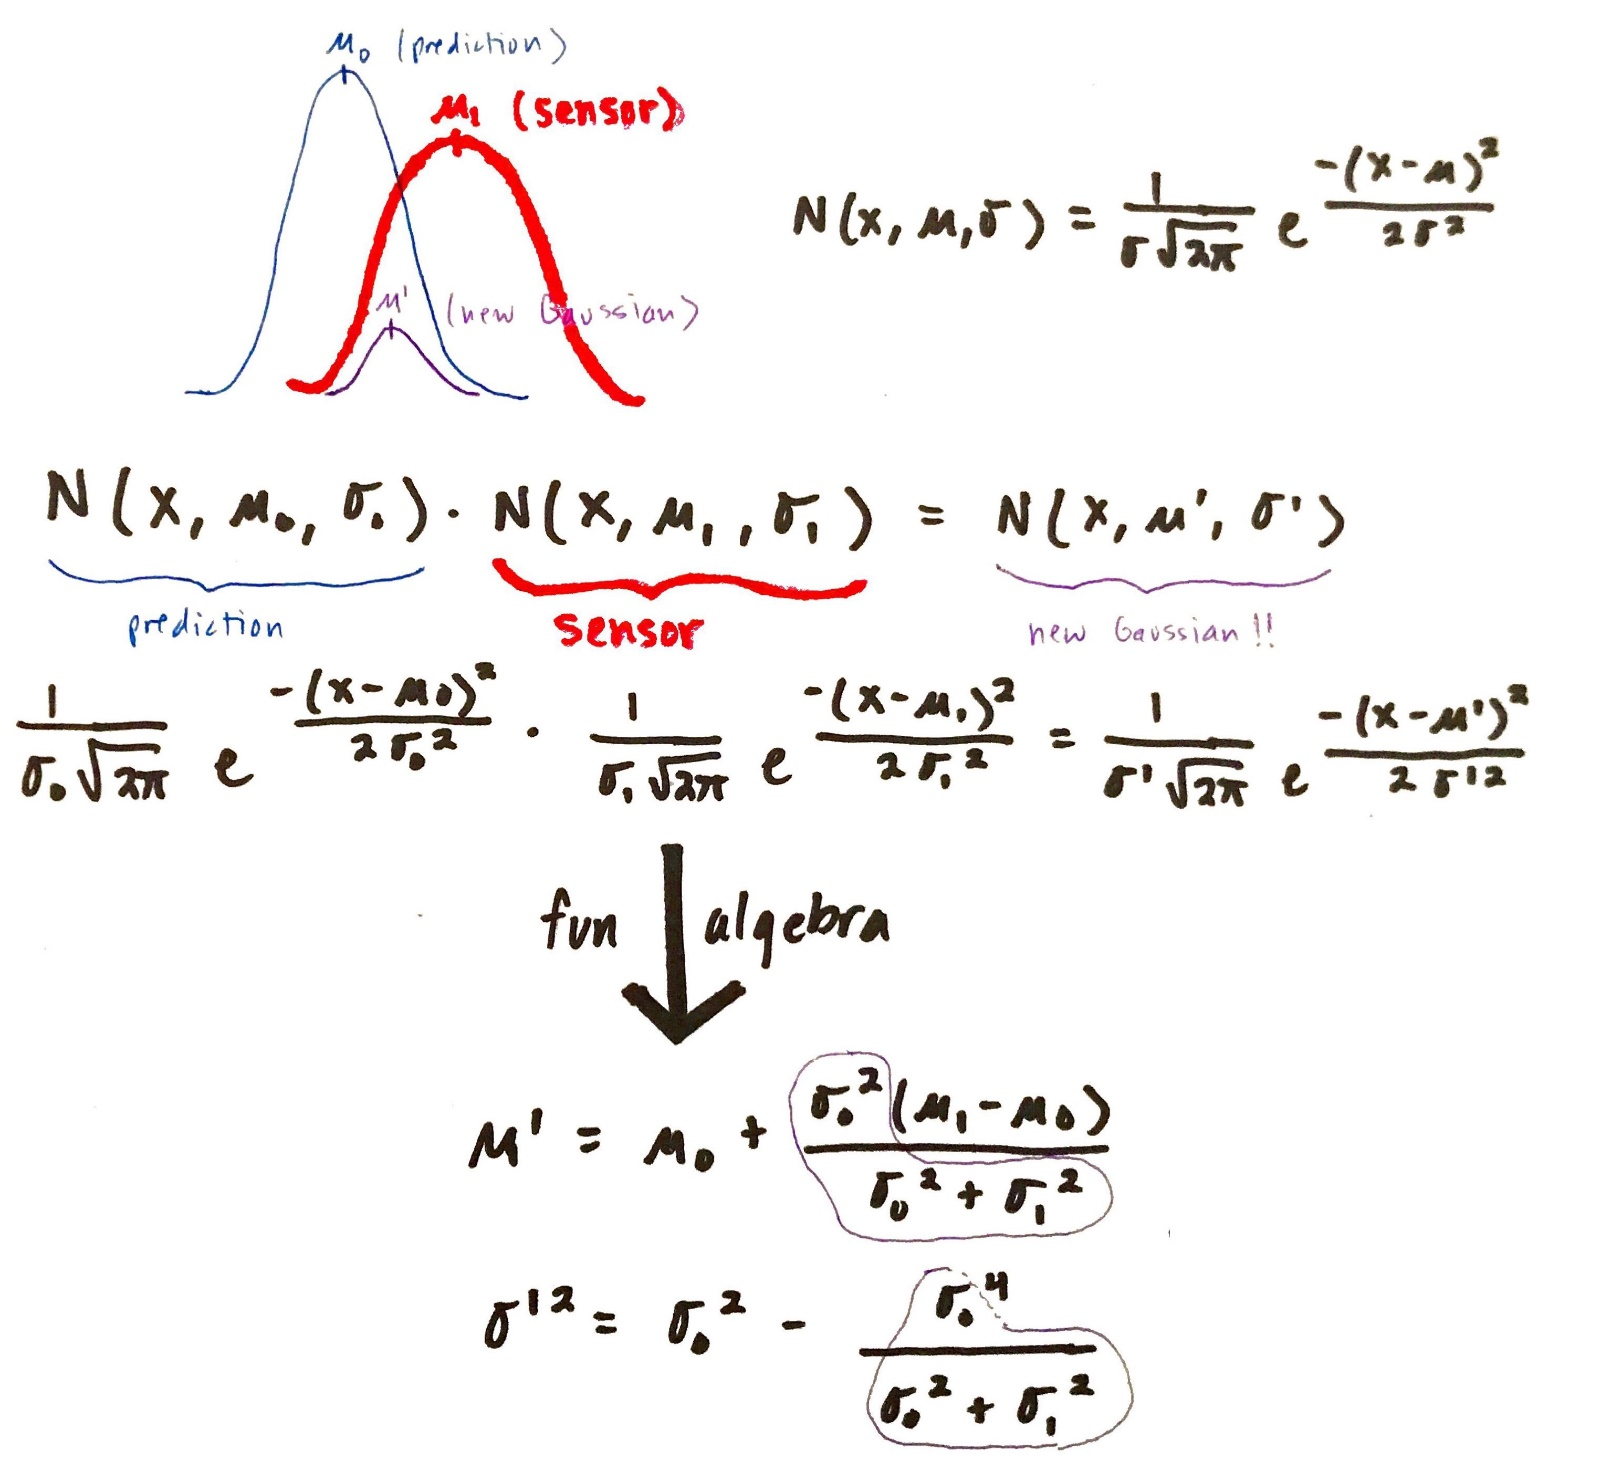 μ₀ (prediction)
μ₁ (sensor)
μ' (new Gaussian)
N(x, μ, σ) = 1/(σ√(2π)) e^(-(x-μ)²/(2σ²))
N(x, μ₀, σ₀) · N(x, μ₁, σ₁) = N(x, μ', σ')
prediction sensor new Gaussian!!
1/(σ₀√(2π)) e^(-(x-μ₀)²/(2σ₀²)) · 1/(σ₁√(2π)) e^(-(x-μ₁)²/(2σ₁²)) = 1/(σ'√(2π)) e^(-(x-μ')²/(2σ'²))
fun algebra
μ' = μ₀ + σ₀²(μ₁-μ₀)/(σ₀² + σ₁²)
σ'² = σ₀² - σ₀⁴/(σ₀² + σ₁²)